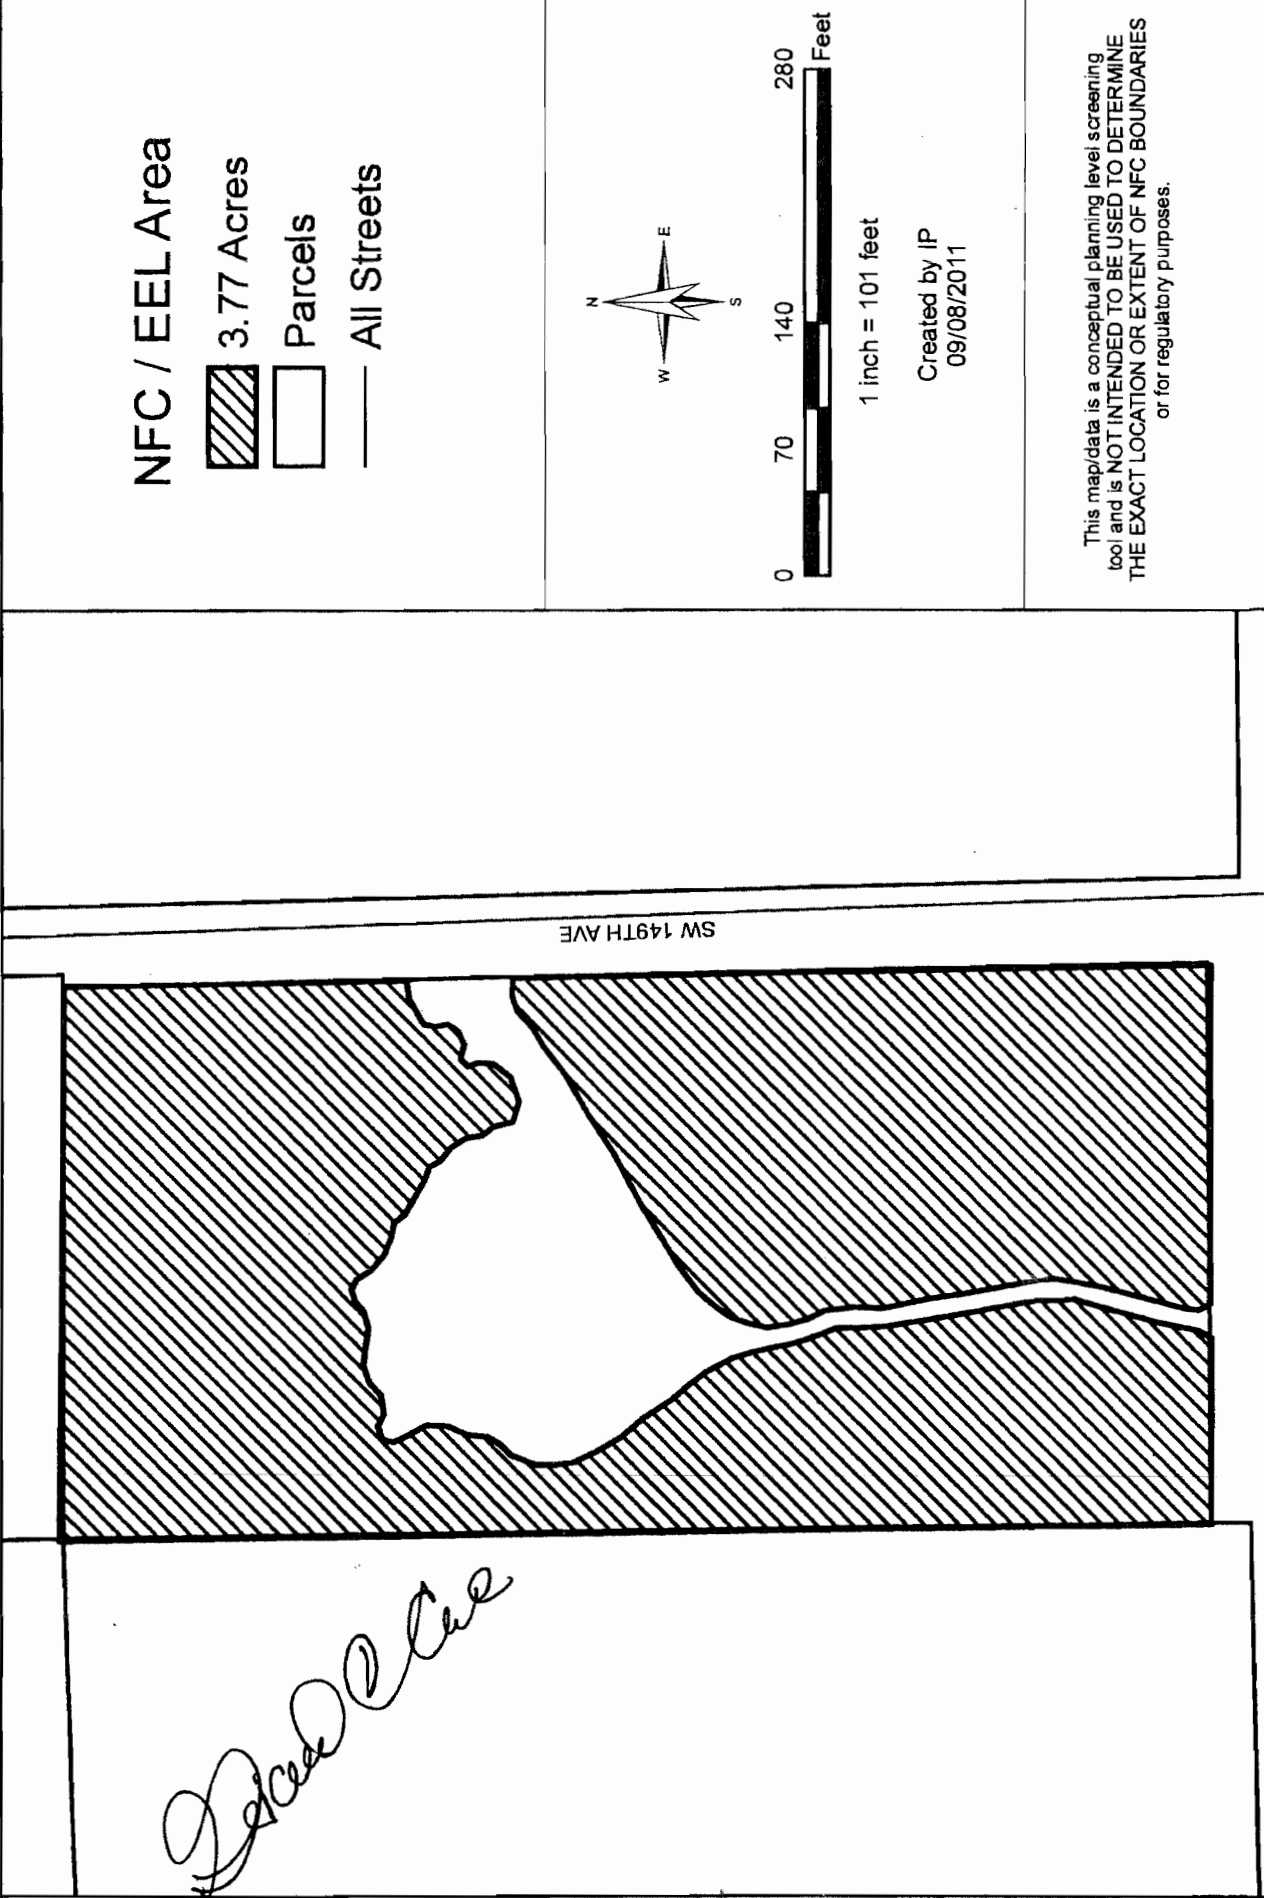 NFC / EEL Area
3.77 Acres
Parcels
All Streets
N
W
E
S
0
70
140
280
Feet
1 inch = 101 feet
Created by IP
09/08/2011
This map/data is a conceptual planning level screening
tool and is NOT INTENDED TO BE USED TO DETERMINE
THE EXACT LOCATION OR EXTENT OF NFC BOUNDARIES
or for regulatory purposes.
SW 149TH AVE